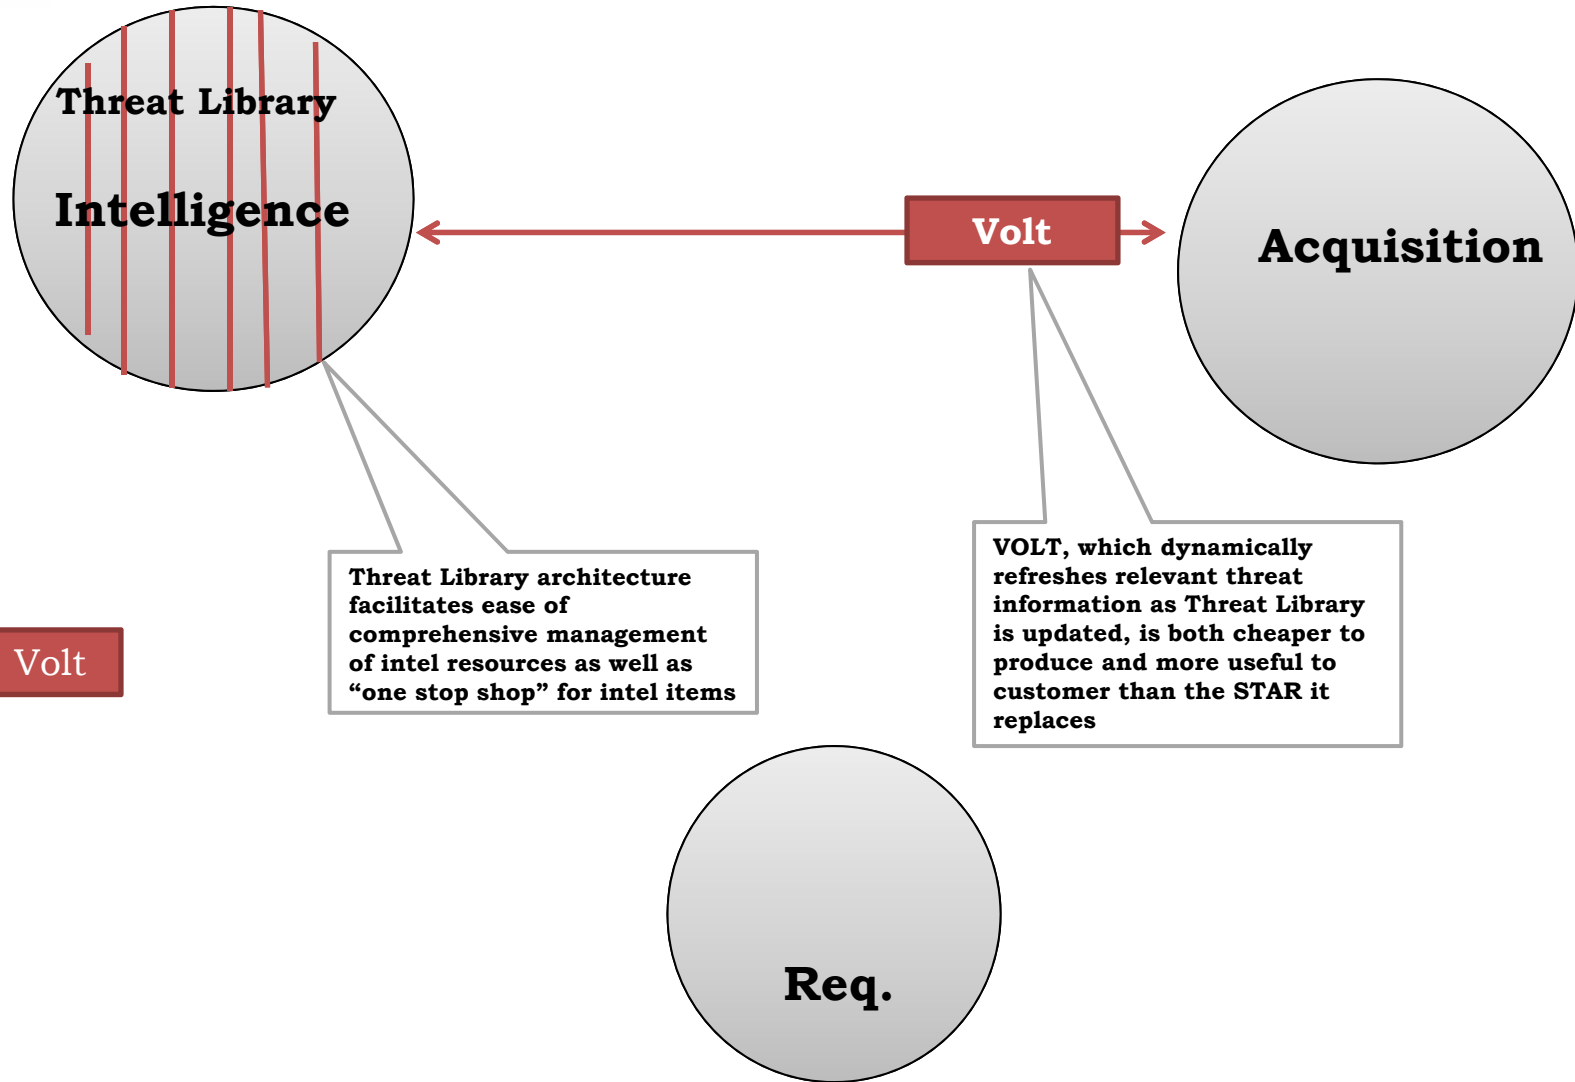 Threat Library
Intelligence
Volt
Acquisition
Threat Library architecture
facilitates ease of
comprehensive management
of intel resources as well as
“one stop shop” for intel items
VOLT, which dynamically
refreshes relevant threat
information as Threat Library
is updated, is both cheaper to
produce and more useful to
customer than the STAR it
replaces
Volt
Req.